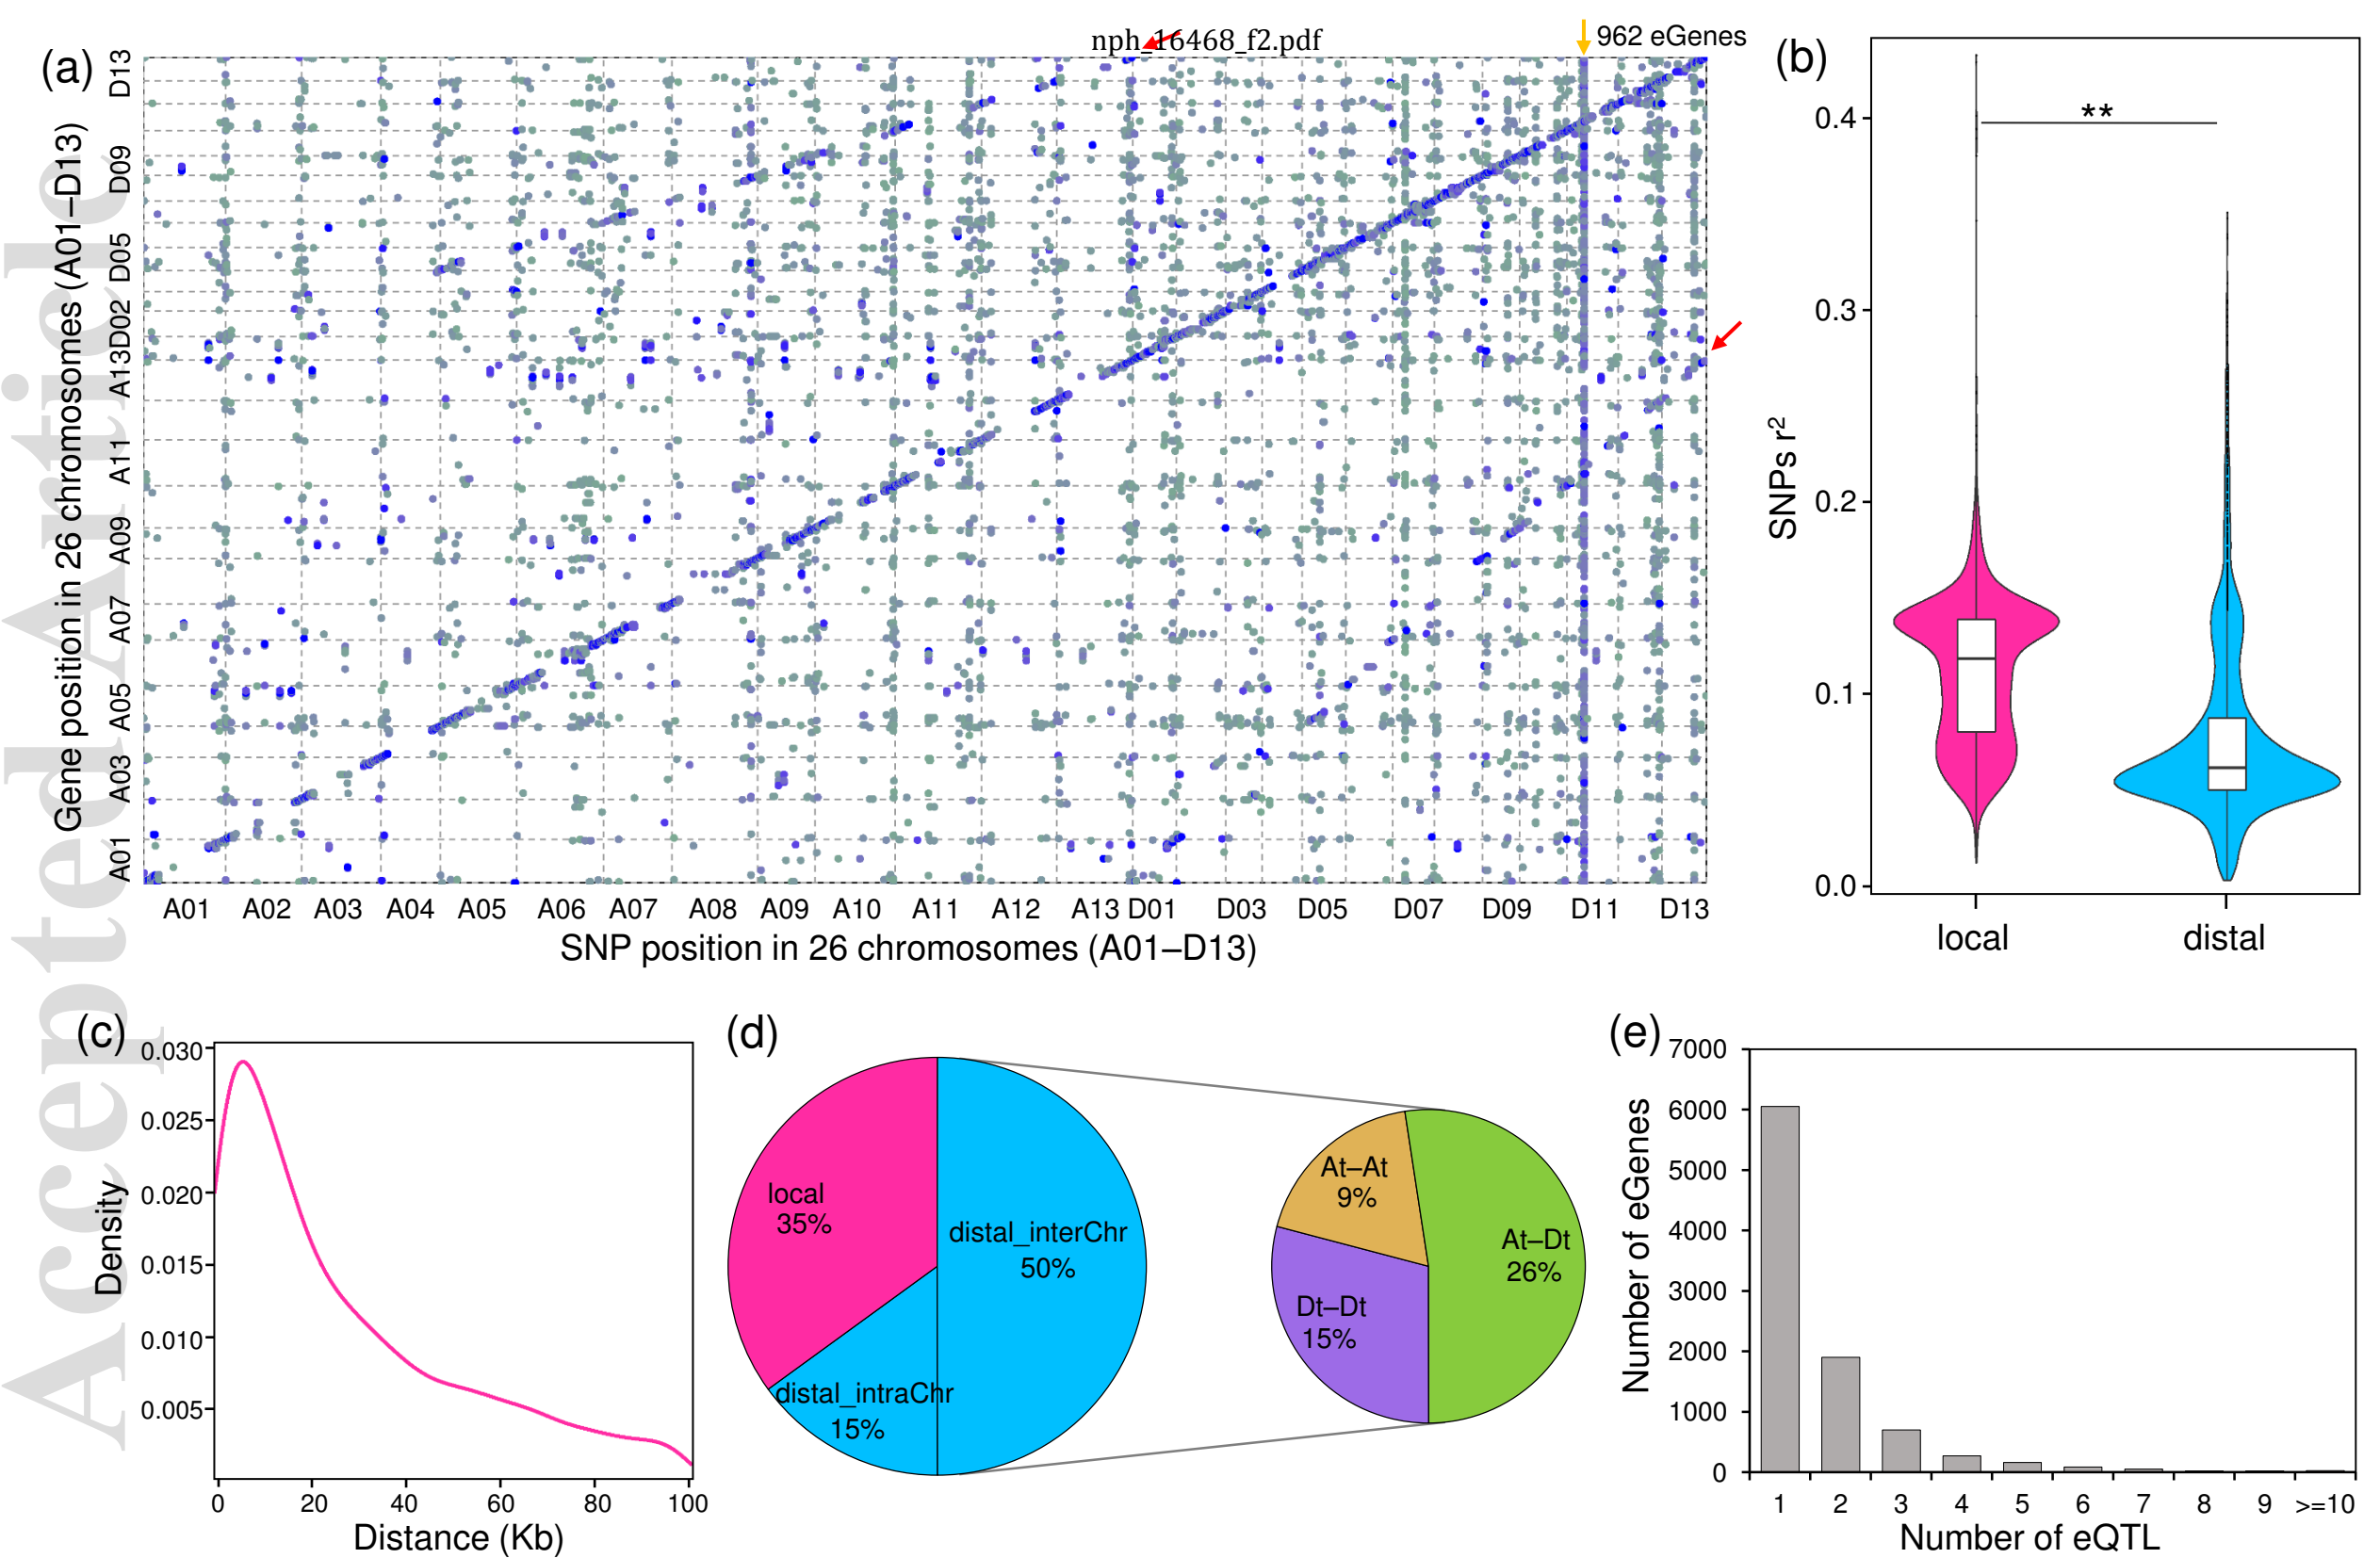 nph_16468_f2.pdf
962 eGenes
(a)
Gene position in 26 chromosomes (A01–D13)
D13
D09
D05
D02
A13
A11
A09
A07
A05
A03
A01
A01 A02 A03 A04 A05 A06 A07 A08 A09 A10 A11 A12 A13 D01 D03 D05 D07 D09 D11 D13
SNP position in 26 chromosomes (A01–D13)
(b)
**
SNPs r²
0.4
0.3
0.2
0.1
0.0
local distal
(c)
Density
0.030
0.025
0.020
0.015
0.010
0.005
0 20 40 60 80 100
Distance (Kb)
(d)
local
35%
distal_interChr
50%
distal_intraChr
15%
At–At
9%
At–Dt
26%
Dt–Dt
15%
(e)
Number of eGenes
7000
6000
5000
4000
3000
2000
1000
0
1 2 3 4 5 6 7 8 9 >=10
Number of eQTL
Accepted Article